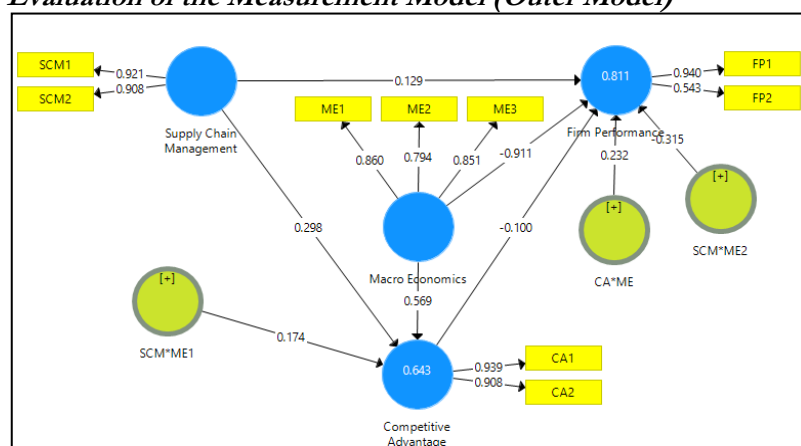 Evaluation of the Measurement Model (Outer Model)
SCM1
0.921
SCM2
0.908
Supply Chain
Management
0.129
0.811
Firm Performance
0.940
FP1
0.543
FP2
ME1
ME2
ME3
0.860
0.794
0.851
-0.911
0.232
-0.315
[+]
SCM*ME2
[+]
CA*ME
0.298
-0.100
Macro Economics
0.569
[+]
SCM*ME1
0.174
0.643
0.939
CA1
0.908
CA2
Competitive
Advantage